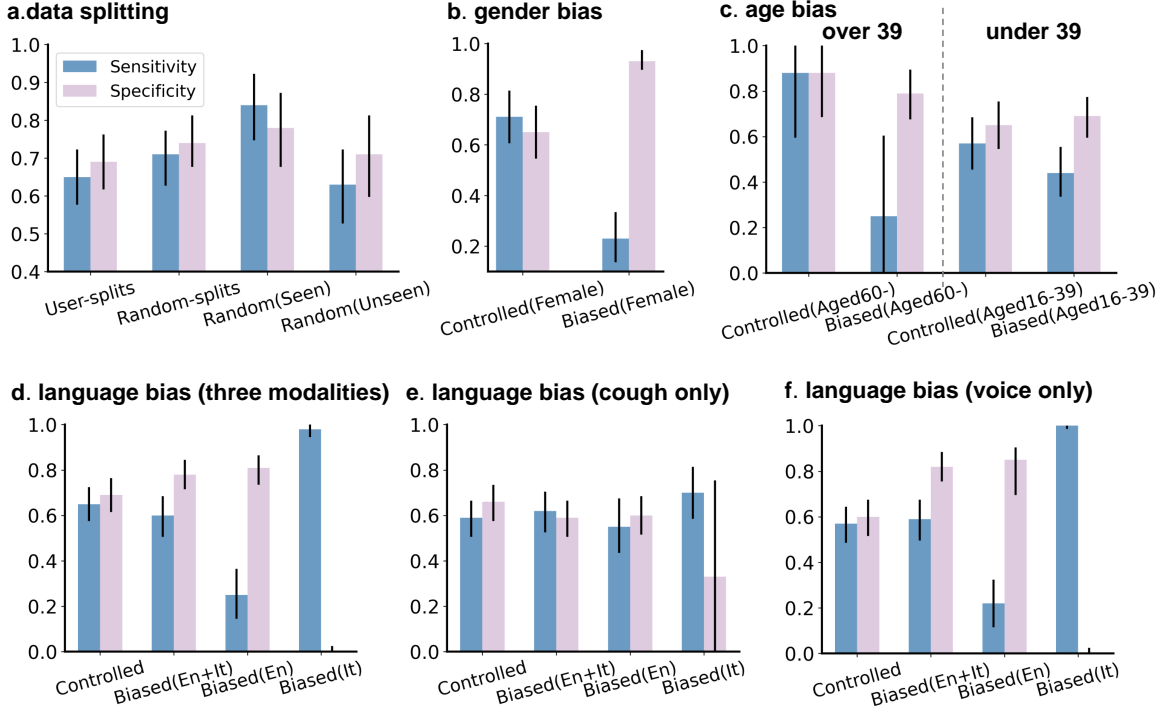 a.data splitting
1.0
0.9
0.8
0.7
0.6
0.5
0.4
Sensitivity
Specificity
User-splits
Random-splits
Random(Seen)
Random(Unseen)
b. gender bias
1.0
0.8
0.6
0.4
0.2
Controlled(Female)
Biased(Female)
c. age bias
over 39
under 39
1.0
0.8
0.6
0.4
0.2
0.0
Controlled(Aged60-)
Biased(Aged60-)
Controlled(Aged16-39)
Biased(Aged16-39)
d. language bias (three modalities)
1.0
0.8
0.6
0.4
0.2
0.0
Controlled
Biased(En+It)
Biased(En)
Biased(It)
e. language bias (cough only)
1.0
0.8
0.6
0.4
0.2
0.0
Controlled
Biased(En+It)
Biased(En)
Biased(It)
f. language bias (voice only)
1.0
0.8
0.6
0.4
0.2
0.0
Controlled
Biased(En+It)
Biased(En)
Biased(It)